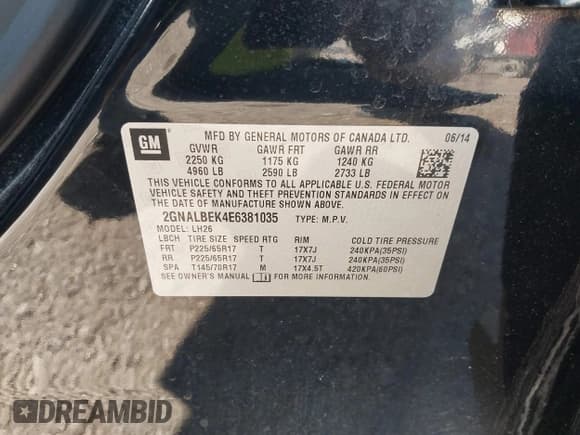 GM
MFD BY GENERAL MOTORS OF CANADA LTD. 06/14
GVWR GAWR FRT GAWR RR
2250 KG 1175 KG 1240 KG
4960 LB 2590 LB 2733 LB
THIS VEHICLE CONFORMS TO ALL APPLICABLE U.S. FEDERAL MOTOR
VEHICLE SAFETY AND THEFT PREVENTION STANDARDS IN EFFECT ON
THE DATE OF MANUFACTURE SHOWN ABOVE.
2GNALBEK4E6381035 TYPE: M.P.V.
MODEL: LH26
LBCH TIRE SIZE SPEED RTG RIM COLD TIRE PRESSURE
FRT P225/65R17 T 17X7J 240KPA(35PSI)
RR P225/65R17 T 17X7J 240KPA(35PSI)
SPA T145/70R17 M 17X4.5T 420KPA(60PSI)
SEE OWNER'S MANUAL FOR MORE INFORMATION.
DREAMBID